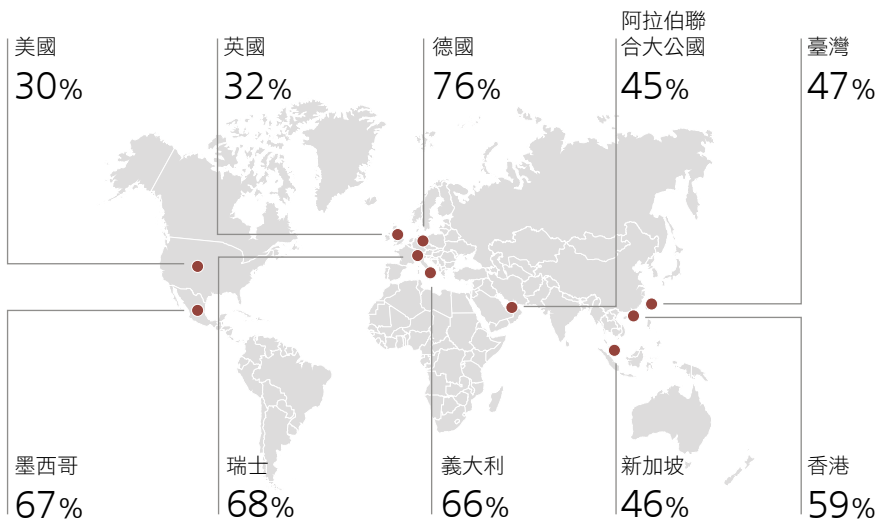 美國
30%
英國
32%
德國
76%
阿拉伯聯
合大公國
45%
臺灣
47%
墨西哥
67%
瑞士
68%
義大利
66%
新加坡
46%
香港
59%